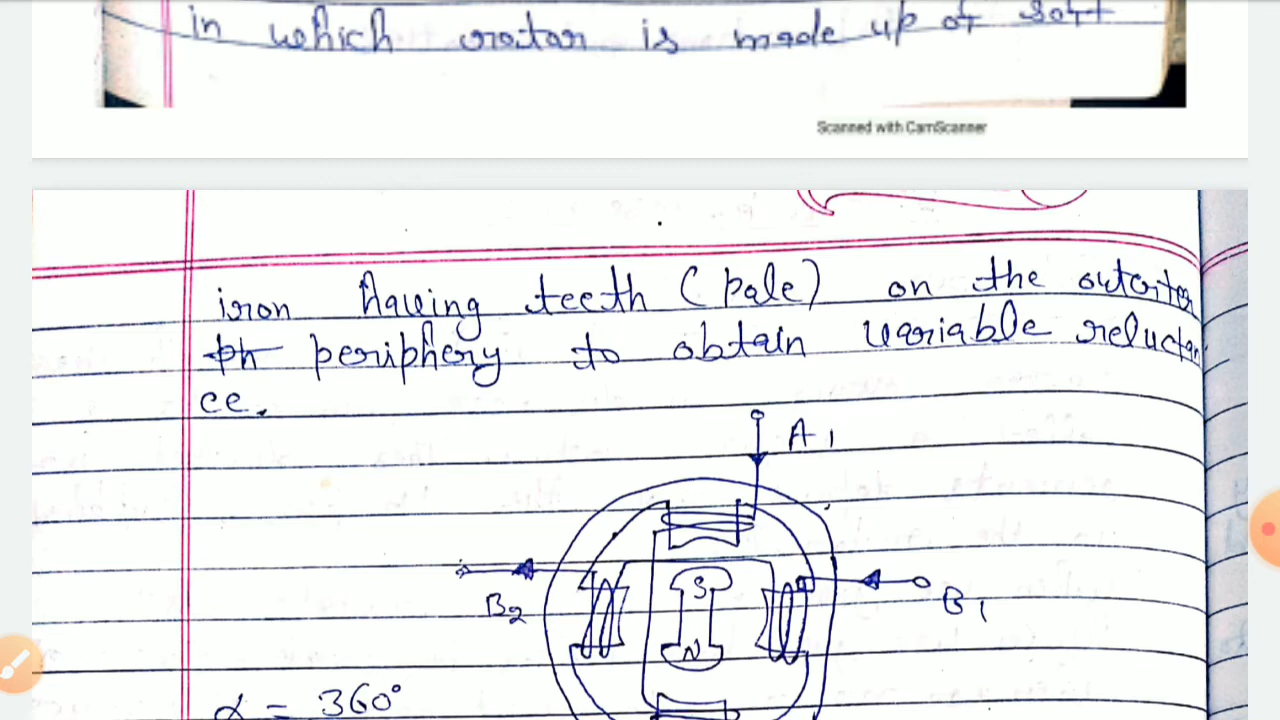 in which rotor is made up of soft
Scanned with CamScanner
iron having teeth (pole) on the
ph periphery to obtain variable reluctan
ce.
A1
B2
S
B1
N
α = 360°